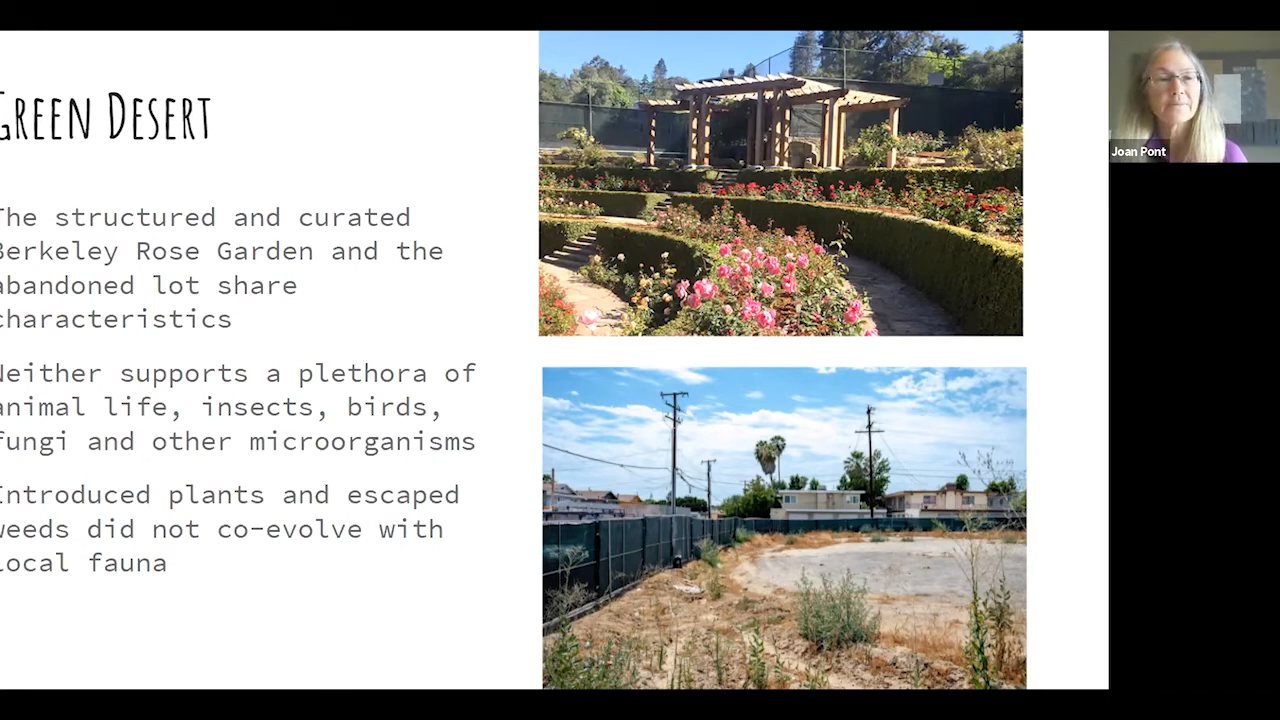 Green Desert
The structured and curated
Berkeley Rose Garden and the
abandoned lot share
characteristics
Neither supports a plethora of
animal life, insects, birds,
fungi and other microorganisms
Introduced plants and escaped
weeds did not co-evolve with
local fauna
Joan Pont